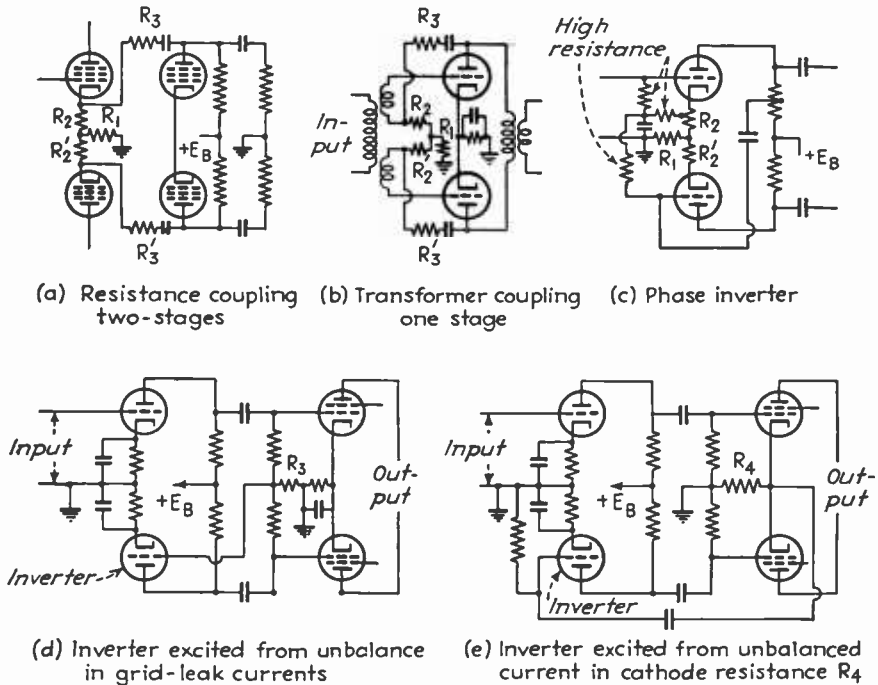 R3
R2
R1
R2'
+EB
R3'
(a) Resistance coupling
two-stages
R3
In-
put
R2
R1
R2'
R3'
(b) Transformer coupling
one stage
High
resistance
R2
R1
R2'
+EB
(c) Phase inverter
Input
+EB
R3
Out-
put
Inverter
(d) Inverter excited from unbalance
in grid-leak currents
Input
+EB
R4
Out-
put
Inverter
(e) Inverter excited from unbalanced
current in cathode resistance R4